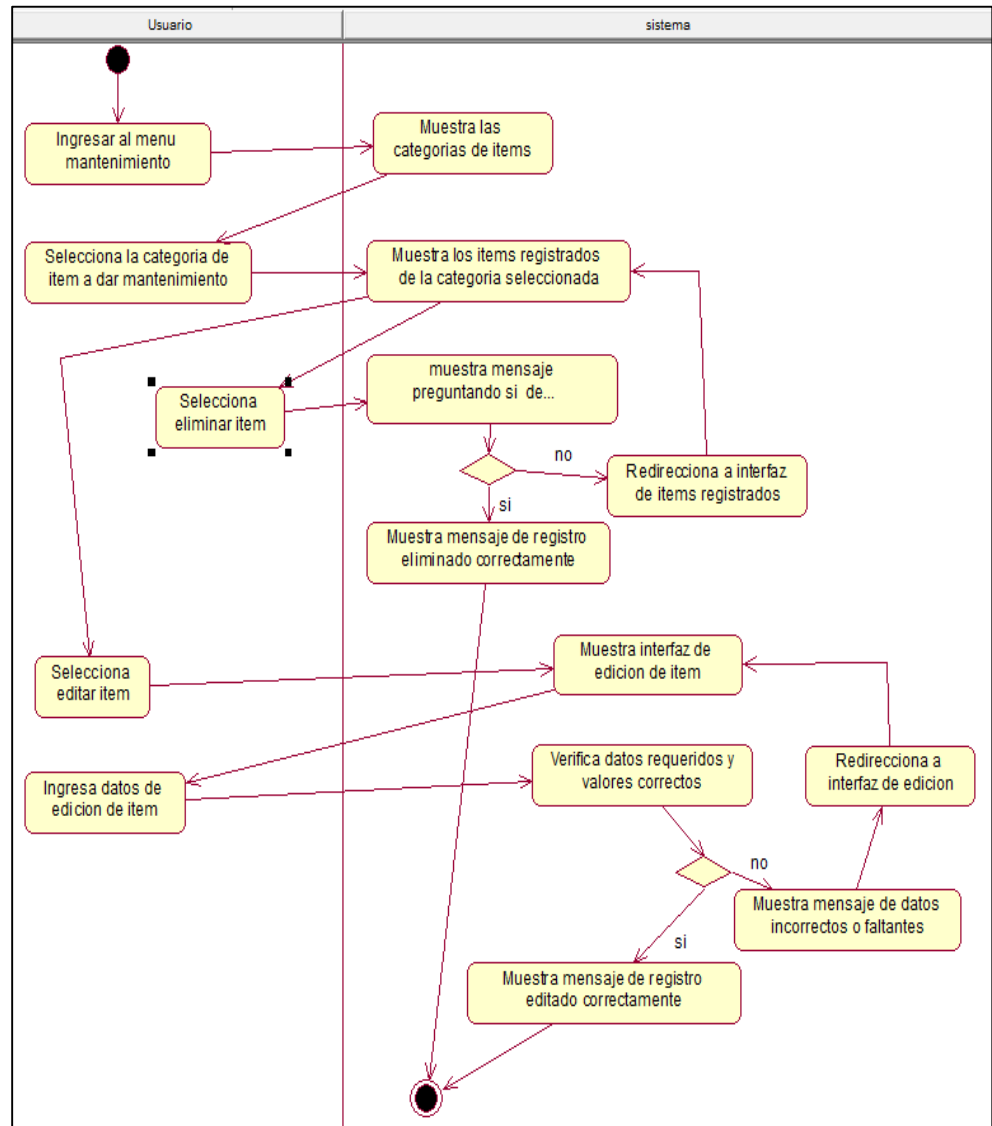 Usuario
sistema
Ingresar al menu
mantenimiento
Muestra las
categorias de items
Selecciona la categoria de
item a dar mantenimiento
Muestra los items registrados
de la categoria seleccionada
Selecciona
eliminar item
muestra mensaje
preguntando si de...
no
Redirecciona a interfaz
de items registrados
si
Muestra mensaje de registro
eliminado correctamente
Selecciona
editar item
Muestra interfaz de
edicion de item
Ingresa datos de
edicion de item
Verifica datos requeridos y
valores correctos
Redirecciona a
interfaz de edicion
no
Muestra mensaje de datos
incorrectos o faltantes
si
Muestra mensaje de registro
editado correctamente